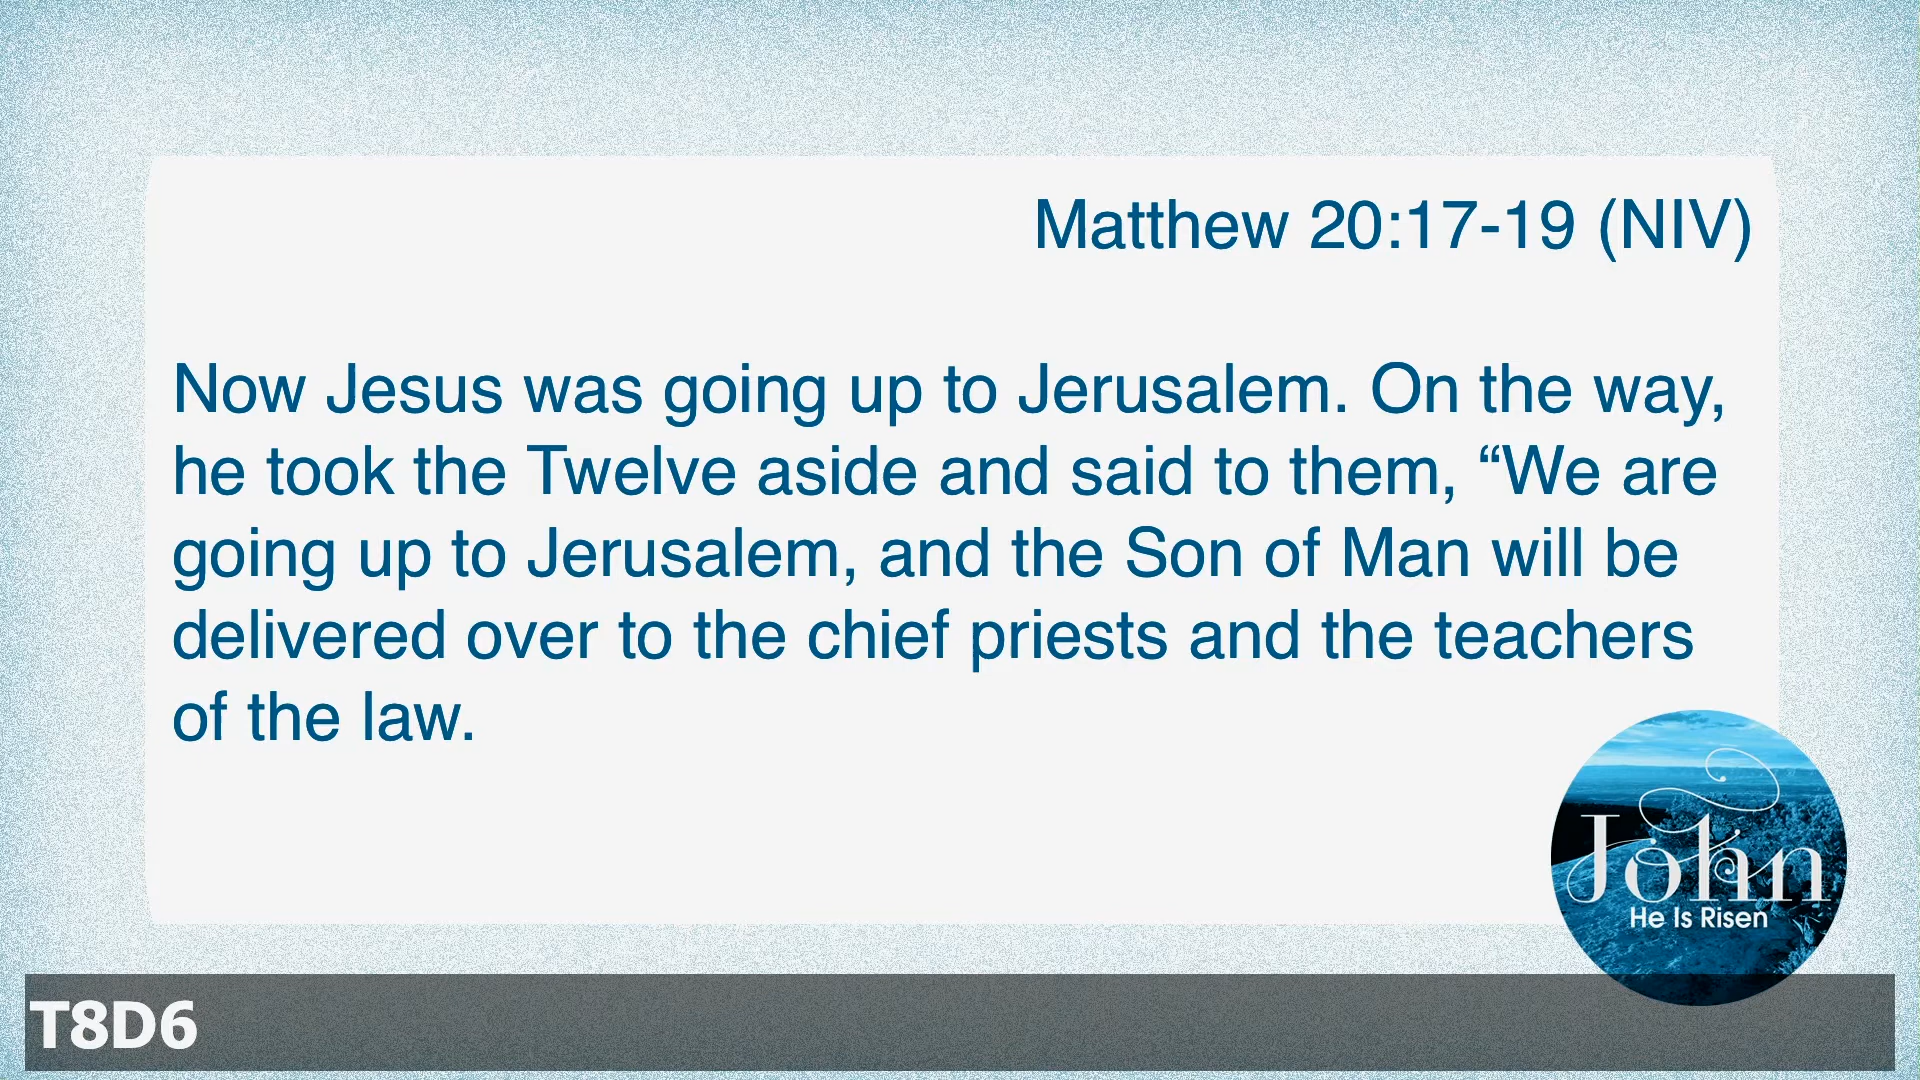 Matthew 20:17-19 (NIV)
Now Jesus was going up to Jerusalem. On the way,
he took the Twelve aside and said to them, “We are
going up to Jerusalem, and the Son of Man will be
delivered over to the chief priests and the teachers
of the law.
John
He Is Risen
T8D6